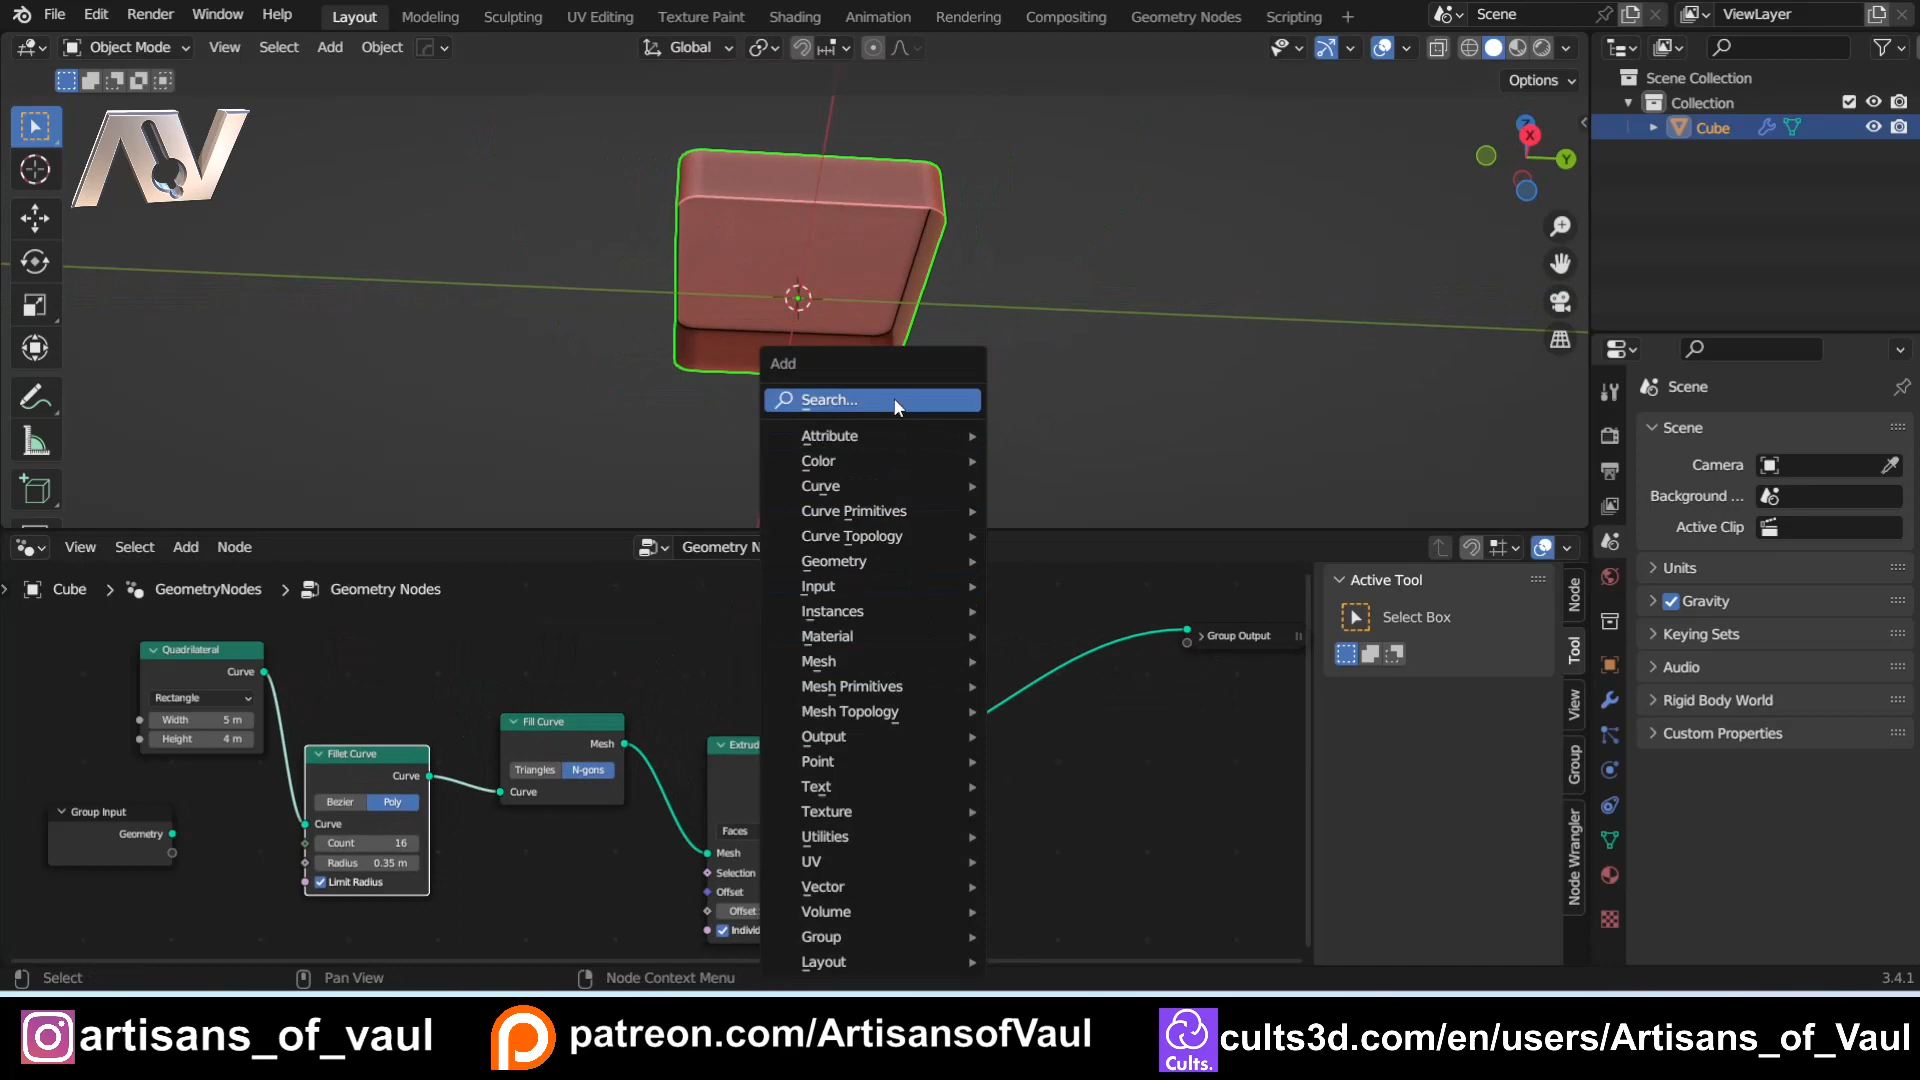 File Edit Render Window Help Layout Modeling Sculpting UV Editing Texture Paint Shading Animation Rendering Compositing Geometry Nodes Scripting + Scene ViewLayer
Object Mode View Select Add Object Global
Options
Scene Collection
Collection
Cube
X
Y
Z
AV
Add
Search...
Attribute
Color
Curve
Curve Primitives
Curve Topology
Geometry
Input
Instances
Material
Mesh
Mesh Primitives
Mesh Topology
Output
Point
Text
Texture
Utilities
UV
Vector
Volume
Group
Layout
View Select Add Node Geometry N
Cube > GeometryNodes > Geometry Nodes
Quadrilateral
Curve
Rectangle
Width 5 m
Height 4 m
Group Input
Geometry
Fillet Curve
Curve
Bezier Poly
Curve
Count 16
Radius 0.35 m
Limit Radius
Fill Curve
Mesh
Triangles N-gons
Curve
Extrud
Faces
Mesh
Selection
Offset
Offset
Individ
Group Output
Active Tool
Select Box
Node
Tool
View
Group
Node Wrangler
Scene
Scene
Camera
Background ...
Active Clip
Units
Gravity
Keying Sets
Audio
Rigid Body World
Custom Properties
Select Pan View Node Context Menu 3.4.1
artisans_of_vaul patreon.com/ArtisansofVaul Cults. cults3d.com/en/users/Artisans_of_Vaul